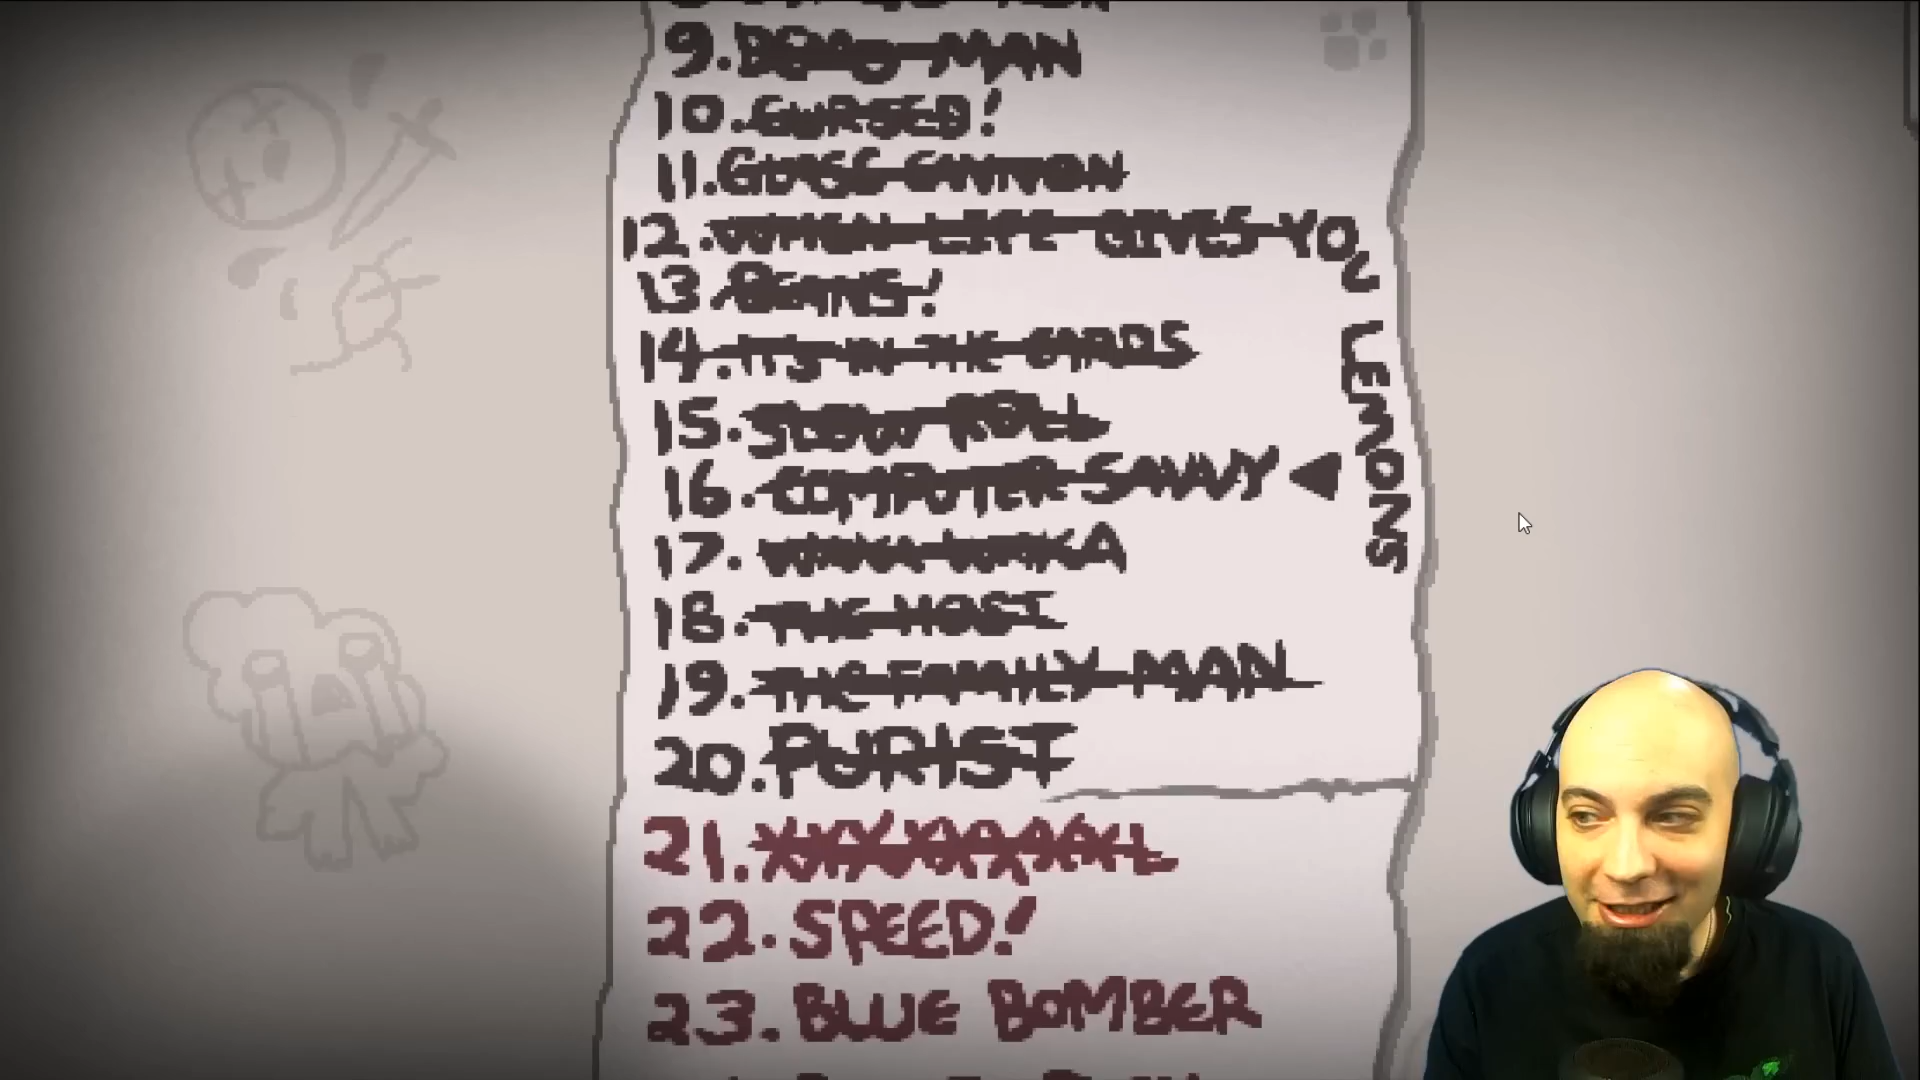 9. DEAD MAN
10. CURSED!
11. GLASS CANNON
12. WHEN LIFE GIVES YOU LEMONS
13. BEANS!
14. ITS IN THE CARDS
15. SLOW ROLL
16. COMPUTER SAVVY
17. WAKA WAKA
18. THE HOST
19. THE FAMILY MAN
20. PURIST
21.
22. SPEED!
23. BLUE BOMBER